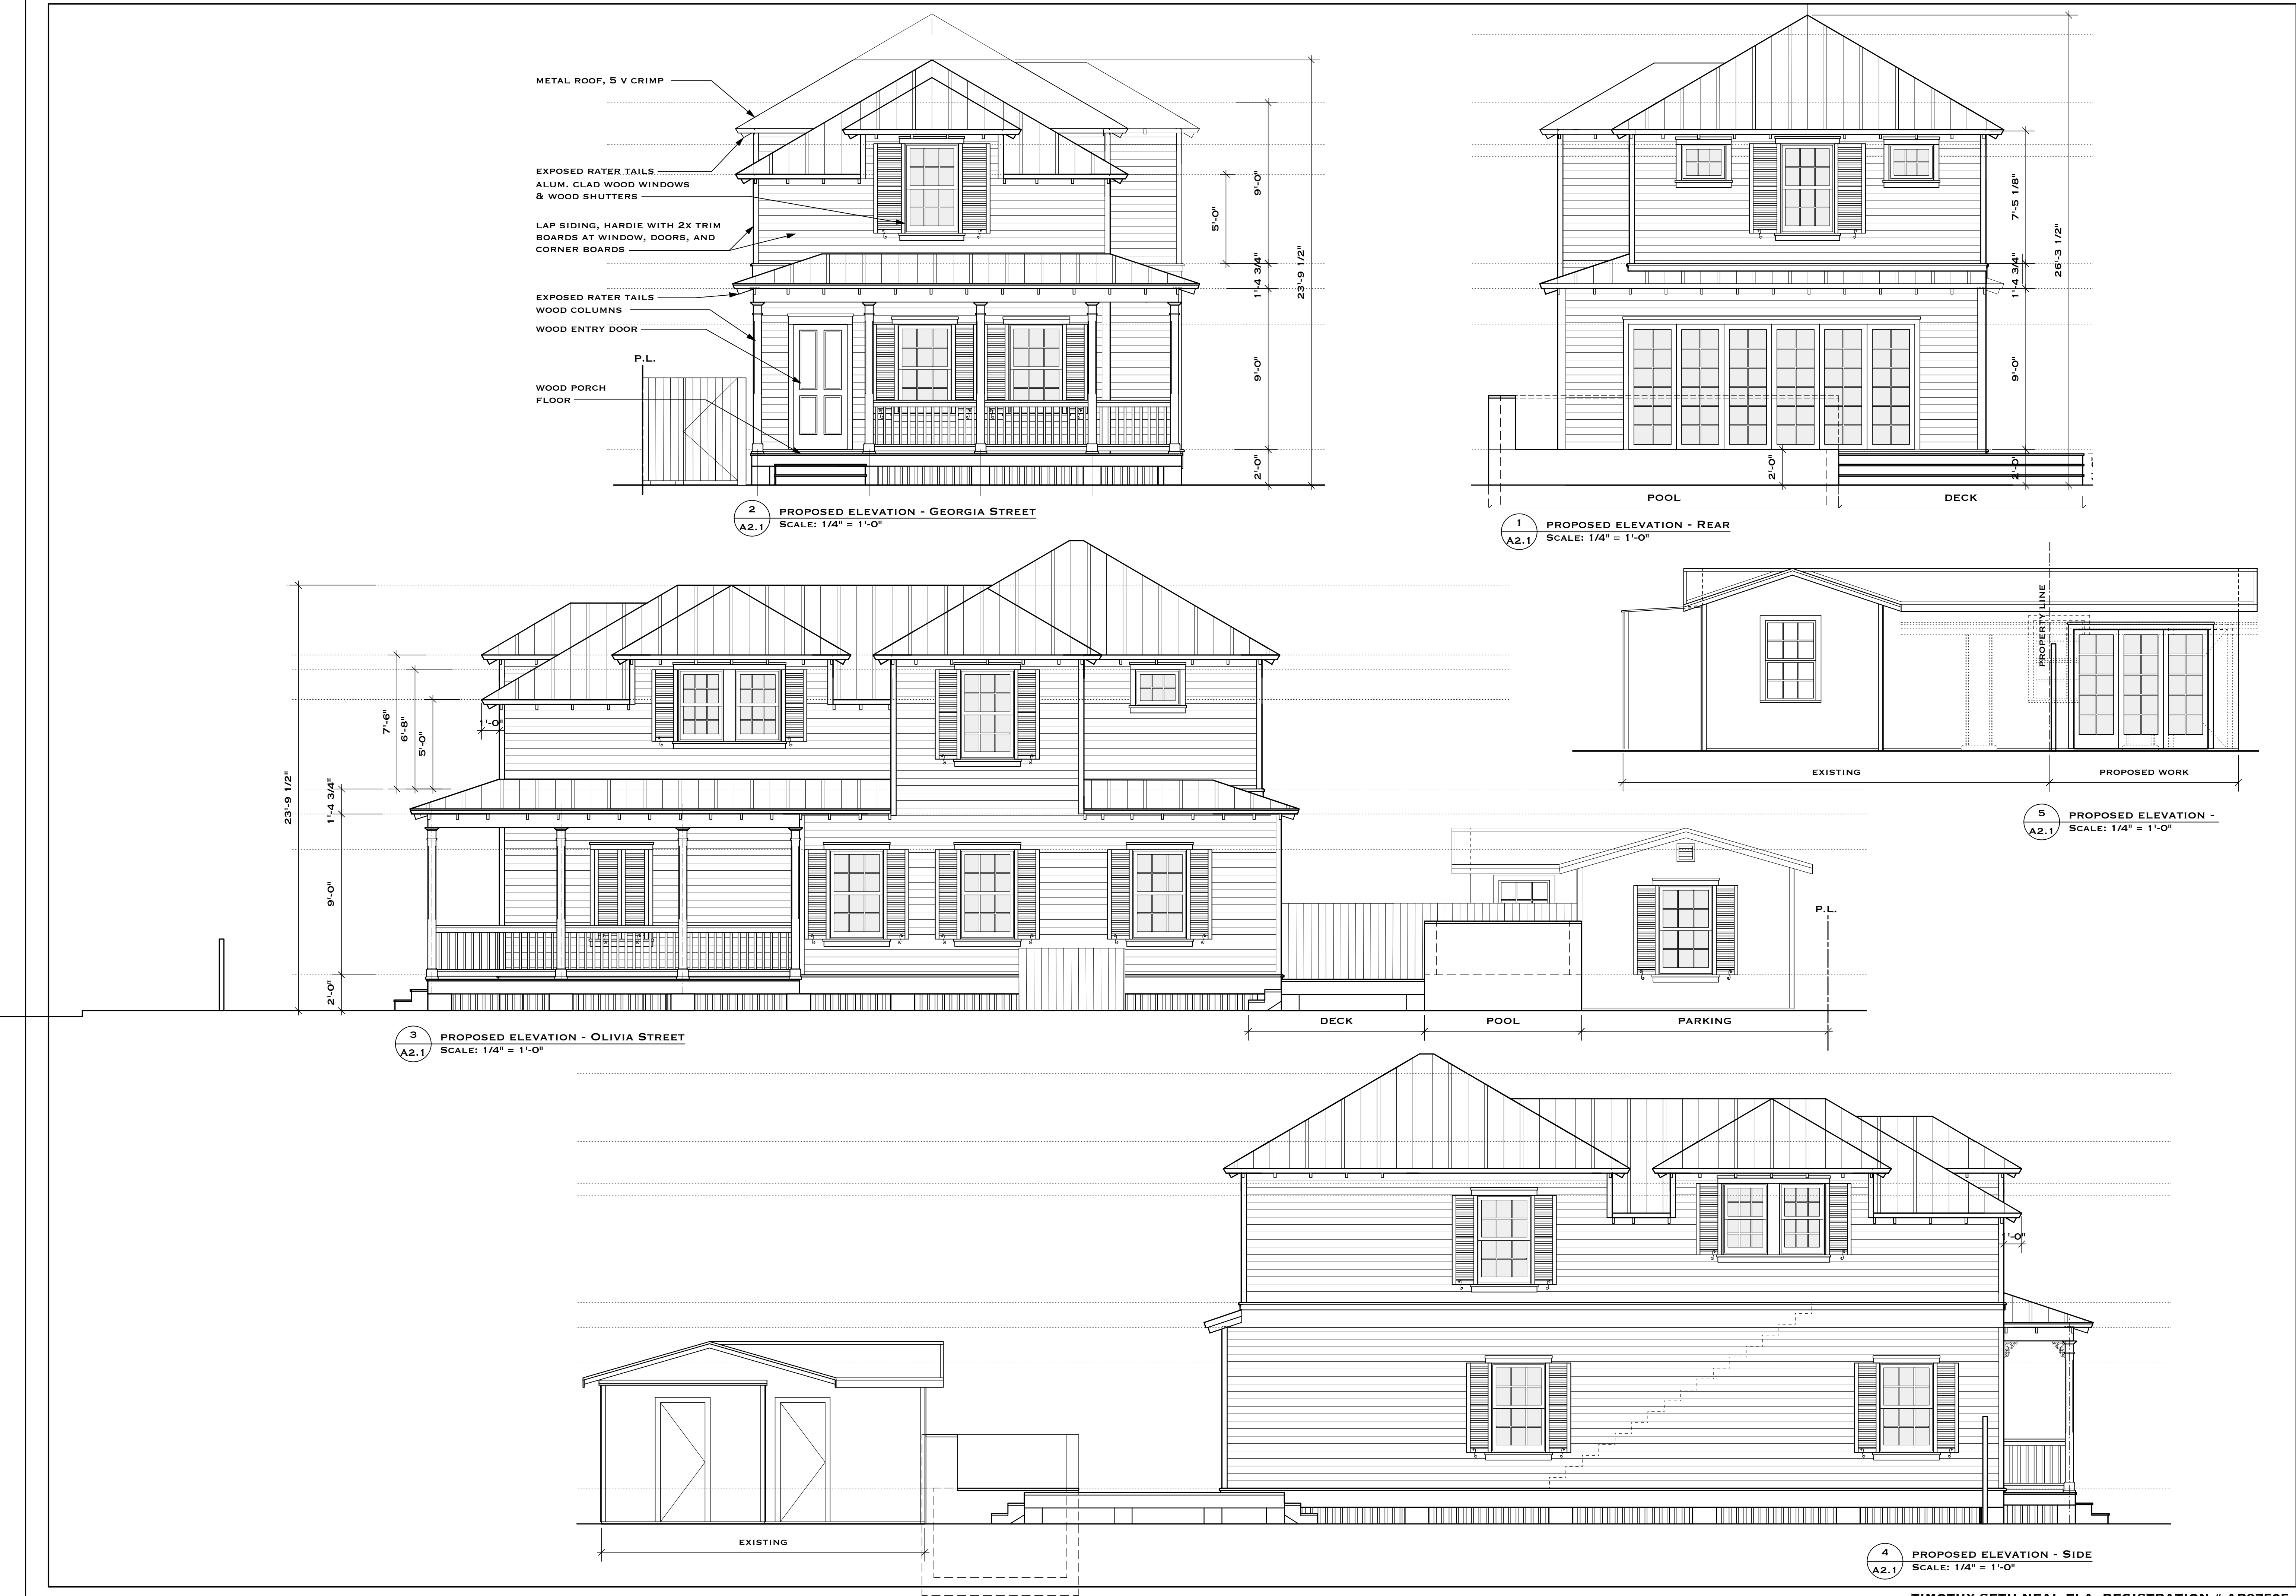 METAL ROOF, 5 V CRIMP
EXPOSED RATER TAILS
ALUM. CLAD WOOD WINDOWS
& WOOD SHUTTERS
LAP SIDING, HARDIE WITH 2X TRIM
BOARDS AT WINDOW, DOORS, AND
CORNER BOARDS
EXPOSED RATER TAILS
WOOD COLUMNS
WOOD ENTRY DOOR
P.L.
WOOD PORCH
FLOOR
5'-0"
9'-0"
1'-4 3/4"
23'-9 1/2"
9'-0"
2'-0"
2
A2.1
PROPOSED ELEVATION - GEORGIA STREET
SCALE: 1/4" = 1'-0"
7'-5 1/8"
26'-3 1/2"
1'-4 3/4"
9'-0"
2'-0"
2'-0"
POOL
DECK
1
A2.1
PROPOSED ELEVATION - REAR
SCALE: 1/4" = 1'-0"
PROPERTY LINE
EXISTING
PROPOSED WORK
5
A2.1
PROPOSED ELEVATION -
SCALE: 1/4" = 1'-0"
7'-6"
6'-8"
5'-0"
1'-0"
23'-9 1/2"
1'-4 3/4"
9'-0"
2'-0"
P.L.
DECK
POOL
PARKING
3
A2.1
PROPOSED ELEVATION - OLIVIA STREET
SCALE: 1/4" = 1'-0"
1'-0"
EXISTING
4
A2.1
PROPOSED ELEVATION - SIDE
SCALE: 1/4" = 1'-0"